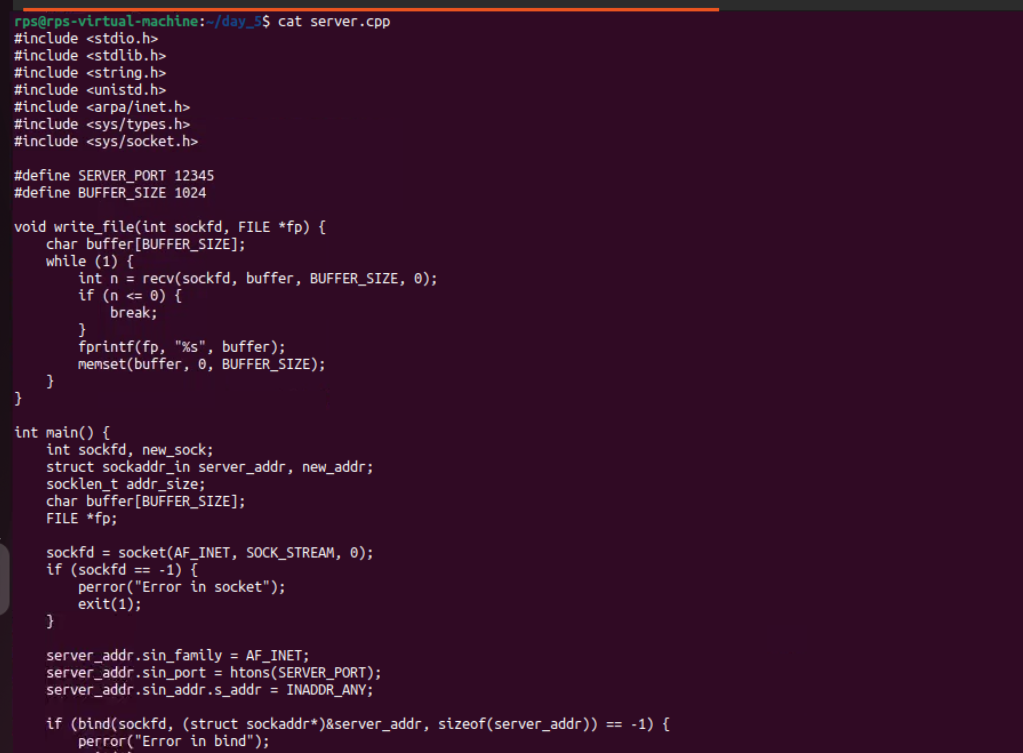 rps@rps-virtual-machine:~/day_5$ cat server.cpp
#include <stdio.h>
#include <stdlib.h>
#include <string.h>
#include <unistd.h>
#include <arpa/inet.h>
#include <sys/types.h>
#include <sys/socket.h>

#define SERVER_PORT 12345
#define BUFFER_SIZE 1024

void write_file(int sockfd, FILE *fp) {
    char buffer[BUFFER_SIZE];
    while (1) {
        int n = recv(sockfd, buffer, BUFFER_SIZE, 0);
        if (n <= 0) {
            break;
        }
        fprintf(fp, "%s", buffer);
        memset(buffer, 0, BUFFER_SIZE);
    }
}

int main() {
    int sockfd, new_sock;
    struct sockaddr_in server_addr, new_addr;
    socklen_t addr_size;
    char buffer[BUFFER_SIZE];
    FILE *fp;

    sockfd = socket(AF_INET, SOCK_STREAM, 0);
    if (sockfd == -1) {
        perror("Error in socket");
        exit(1);
    }

    server_addr.sin_family = AF_INET;
    server_addr.sin_port = htons(SERVER_PORT);
    server_addr.sin_addr.s_addr = INADDR_ANY;

    if (bind(sockfd, (struct sockaddr*)&server_addr, sizeof(server_addr)) == -1) {
        perror("Error in bind");